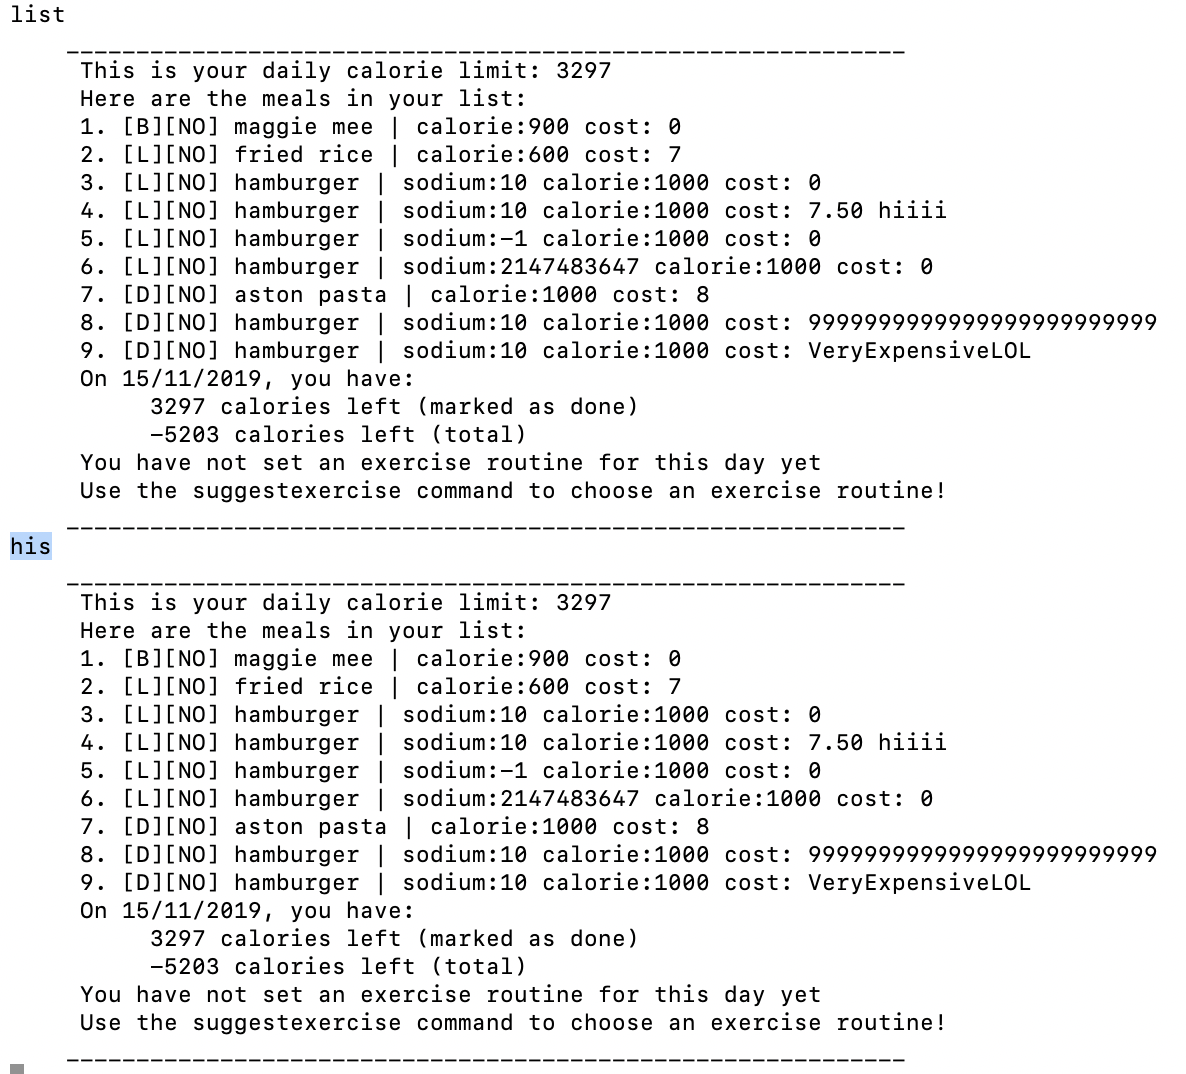 list
____________________________________________________________
This is your daily calorie limit: 3297
Here are the meals in your list:
1. [B][NO] maggie mee | calorie:900 cost: 0
2. [L][NO] fried rice | calorie:600 cost: 7
3. [L][NO] hamburger | sodium:10 calorie:1000 cost: 0
4. [L][NO] hamburger | sodium:10 calorie:1000 cost: 7.50 hiiii
5. [L][NO] hamburger | sodium:-1 calorie:1000 cost: 0
6. [L][NO] hamburger | sodium:2147483647 calorie:1000 cost: 0
7. [D][NO] aston pasta | calorie:1000 cost: 8
8. [D][NO] hamburger | sodium:10 calorie:1000 cost: 9999999999999999999999999
9. [D][NO] hamburger | sodium:10 calorie:1000 cost: VeryExpensiveLOL
On 15/11/2019, you have:
3297 calories left (marked as done)
-5203 calories left (total)
You have not set an exercise routine for this day yet
Use the suggestexercise command to choose an exercise routine!
____________________________________________________________
his
____________________________________________________________
This is your daily calorie limit: 3297
Here are the meals in your list:
1. [B][NO] maggie mee | calorie:900 cost: 0
2. [L][NO] fried rice | calorie:600 cost: 7
3. [L][NO] hamburger | sodium:10 calorie:1000 cost: 0
4. [L][NO] hamburger | sodium:10 calorie:1000 cost: 7.50 hiiii
5. [L][NO] hamburger | sodium:-1 calorie:1000 cost: 0
6. [L][NO] hamburger | sodium:2147483647 calorie:1000 cost: 0
7. [D][NO] aston pasta | calorie:1000 cost: 8
8. [D][NO] hamburger | sodium:10 calorie:1000 cost: 9999999999999999999999999
9. [D][NO] hamburger | sodium:10 calorie:1000 cost: VeryExpensiveLOL
On 15/11/2019, you have:
3297 calories left (marked as done)
-5203 calories left (total)
You have not set an exercise routine for this day yet
Use the suggestexercise command to choose an exercise routine!
____________________________________________________________